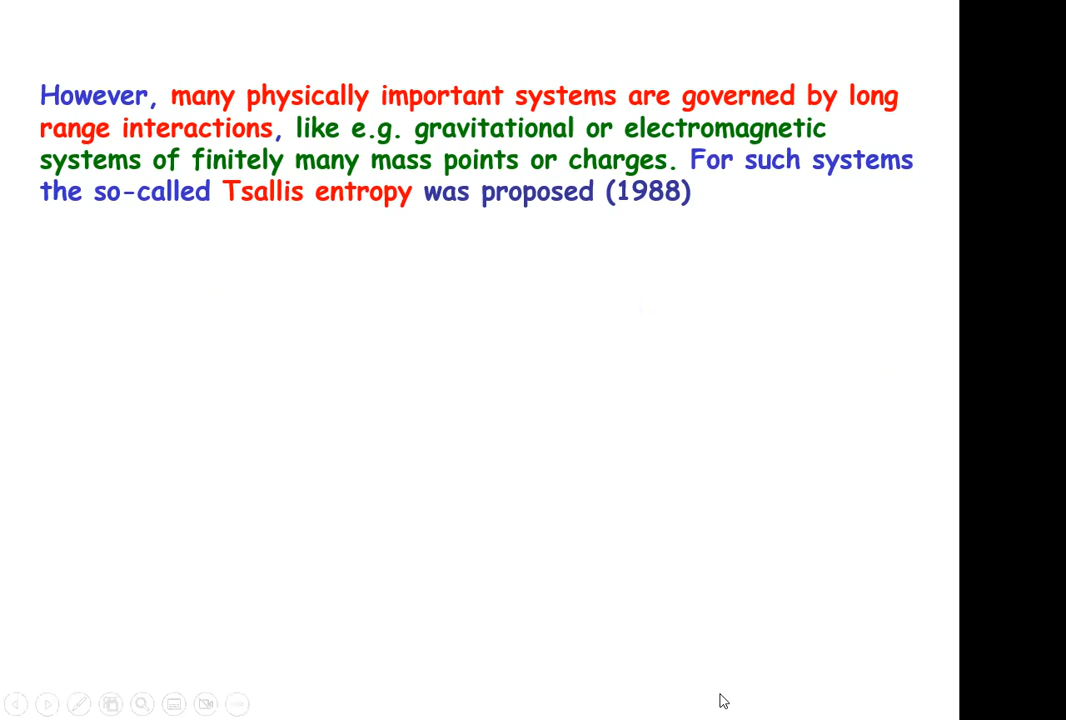 However, many physically important systems are governed by long
range interactions, like e.g. gravitational or electromagnetic
systems of finitely many mass points or charges. For such systems
the so-called Tsallis entropy was proposed (1988)